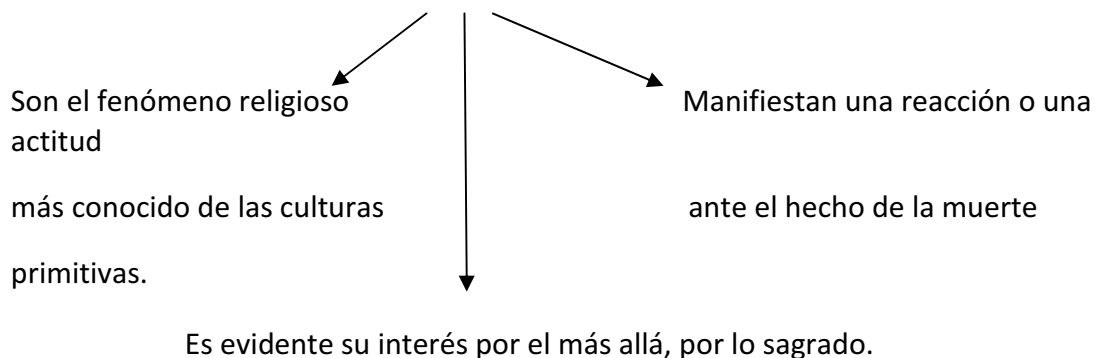 Son el fenómeno religioso Manifiestan una reacción o una
actitud
más conocido de las culturas ante el hecho de la muerte
primitivas.
Es evidente su interés por el más allá, por lo sagrado.